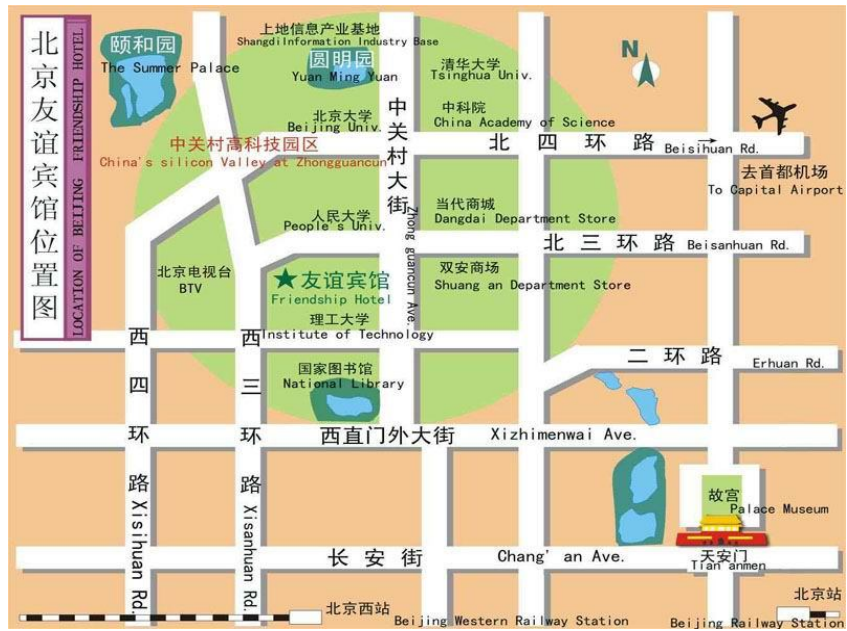 北京友谊宾馆位置图
LOCATION OF BEIJING FRIENDSHIP HOTEL
颐和园
The Summer Palace
上地信息产业基地
ShangdiInformation Industry Base
圆明园
Yuan Ming Yuan
清华大学
Tsinghua Univ.
N
北京大学
Beijing Univ.
中科院
China Academy of Science
中关村高科技园区
China's silicon Valley at Zhongguancun
中关村大街
Zhong guancun Ave.
北四环路
→
Beisihuan Rd.
去首都机场
To Capital Airport
人民大学
People's Univ.
当代商城
Dangdai Department Store
北三环路
Beisanhuan Rd.
北京电视台
BTV
★友谊宾馆
Friendship Hotel
双安商场
Shuang an Department Store
理工大学
Institute of Technology
国家图书馆
National Library
二环路
Erhuan Rd.
西四环路
Xisihuan Rd.
西三环路
Xisanhuan Rd.
西直门外大街
Xizhimenwai Ave.
故宫
Palace Museum
天安门
Tian anmen
长安街
Chang' an Ave.
北京西站
Beijing Western Railway Station
北京站
Beijing Railway Station